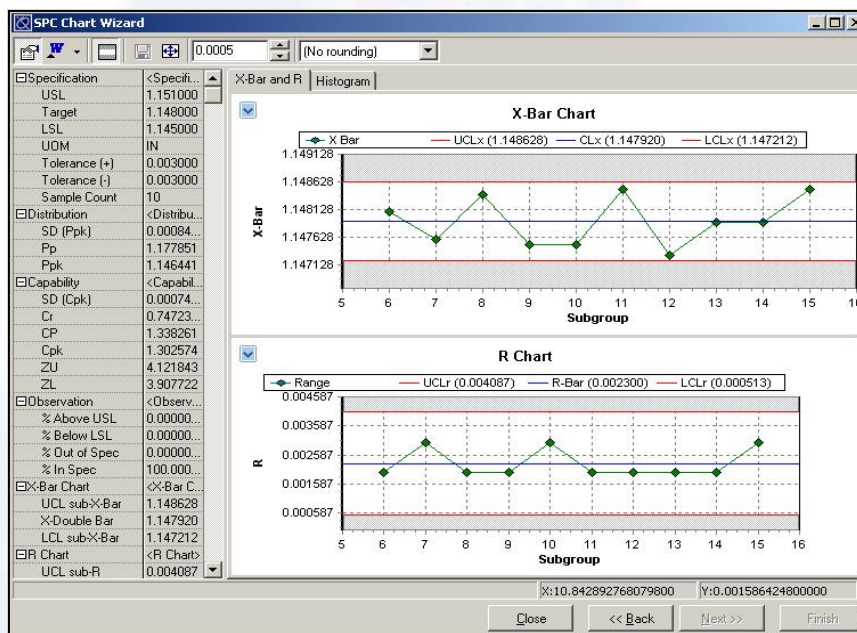 SPC Chart Wizard
W 0.0005 (No rounding)
Specification <Specifi...
USL 1.151000
Target 1.148000
LSL 1.145000
UOM IN
Tolerance (+) 0.003000
Tolerance (-) 0.003000
Sample Count 10
Distribution <Distribu...
SD (Ppk) 0.00084...
Pp 1.177851
Ppk 1.146441
Capability <Capabil...
SD (Cpk) 0.00074...
Cr 0.74723...
CP 1.338261
Cpk 1.302574
ZU 4.121843
ZL 3.907722
Observation <Observ...
% Above USL 0.00000...
% Below LSL 0.00000...
% Out of Spec 0.00000...
% In Spec 100.000...
X-Bar Chart <X-Bar C...
UCL sub-X-Bar 1.148628
X-Double Bar 1.147920
LCL sub-X-Bar 1.147212
R Chart <R Chart>
UCL sub-R 0.004087
X-Bar and R Histogram
X-Bar Chart
X Bar UCLx (1.148628) CLx (1.147920) LCLx (1.147212)
X-Bar
1.149128
1.148628
1.148128
1.147628
1.147128
5 6 7 8 9 10 11 12 13 14 15 16
Subgroup
R Chart
Range UCLr (0.004087) R-Bar (0.002300) LCLr (0.000513)
R
0.004587
0.003587
0.002587
0.001587
0.000587
5 6 7 8 9 10 11 12 13 14 15 16
Subgroup
X:10.842892768079800 Y:0.001586424800000
Close << Back Next >> Finish